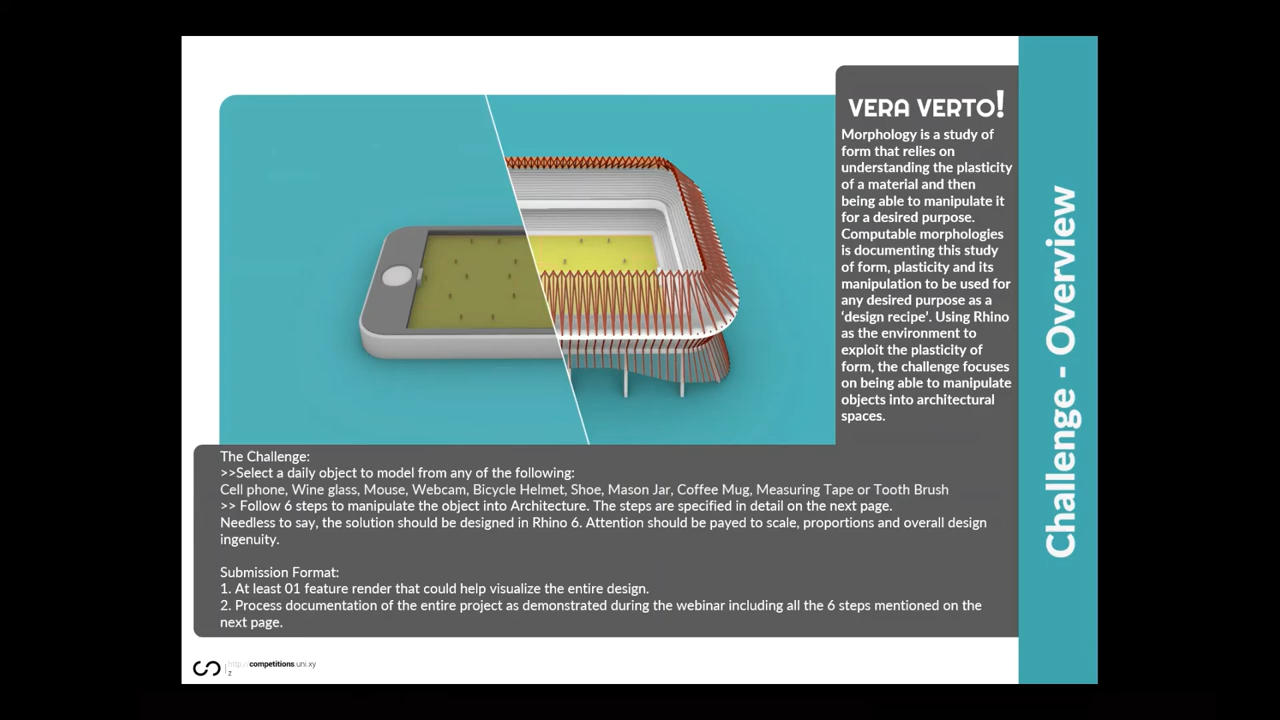 VERA VERTO!
Morphology is a study of
form that relies on
understanding the plasticity
of a material and then
being able to manipulate it
for a desired purpose.
Computable morphologies
is documenting this study
of form, plasticity and its
manipulation to be used for
any desired purpose as a
‘design recipe’. Using Rhino
as the environment to
exploit the plasticity of
form, the challenge focuses
on being able to manipulate
objects into architectural
spaces.
Challenge - Overview
The Challenge:
>>Select a daily object to model from any of the following:
Cell phone, Wine glass, Mouse, Webcam, Bicycle Helmet, Shoe, Mason Jar, Coffee Mug, Measuring Tape or Tooth Brush
>> Follow 6 steps to manipulate the object into Architecture. The steps are specified in detail on the next page.
Needless to say, the solution should be designed in Rhino 6. Attention should be payed to scale, proportions and overall design
ingenuity.
Submission Format:
1. At least 01 feature render that could help visualize the entire design.
2. Process documentation of the entire project as demonstrated during the webinar including all the 6 steps mentioned on the
next page.
http://competitions.uni.xy
z